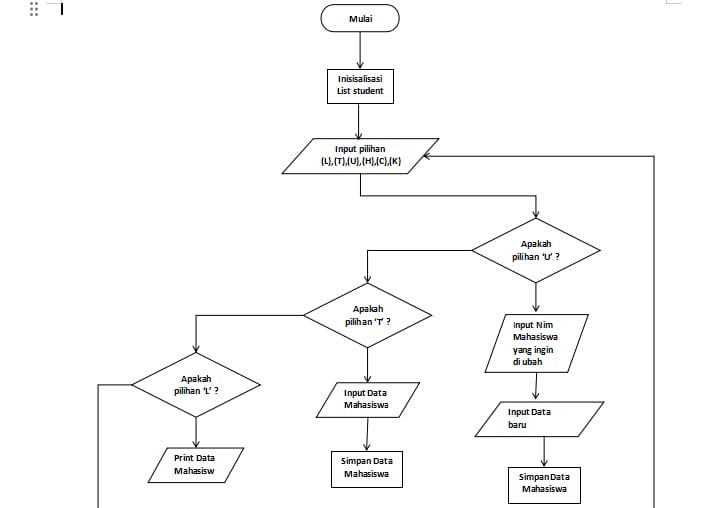 Mulai
Inisisalisasi
List student
Input pilihan
(L),(T),(U),(H),(C),(K)
Apakah
pilihan 'U' ?
Apakah
pilihan 'T' ?
Input Nim
Mahasiswa
yang ingin
di ubah
Apakah
pilihan 'L' ?
Input Data
Mahasiswa
Input Data
baru
Print Data
Mahasisw
Simpan Data
Mahasiswa
Simpan Data
Mahasiswa